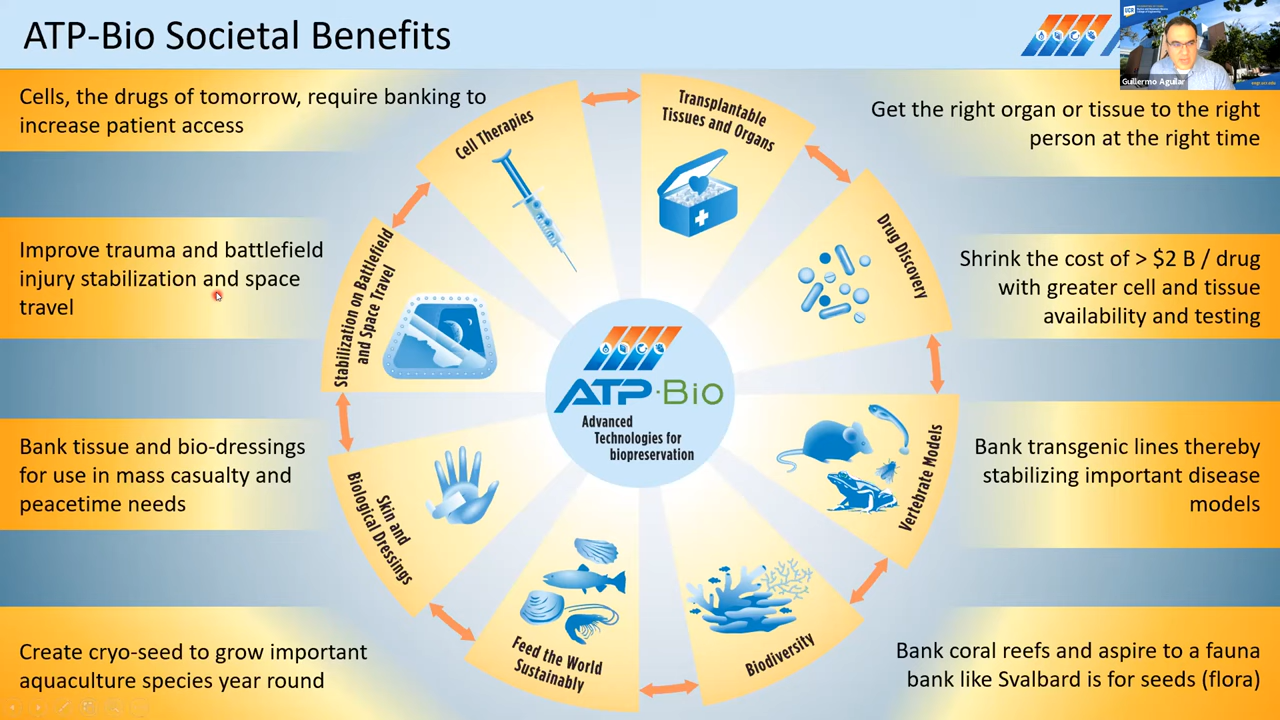 ATP-Bio Societal Benefits
Guillermo Aguilar
Cells, the drugs of tomorrow, require banking to
increase patient access
Cell Therapies
Transplantable
Tissues and Organs
Get the right organ or tissue to the right
person at the right time
Improve trauma and battlefield
injury stabilization and space
travel
Stabilization on Battlefield
and Space Travel
Drug Discovery
Shrink the cost of > $2 B / drug
with greater cell and tissue
availability and testing
ATP·Bio
Advanced
Technologies for
biopreservation
Bank tissue and bio-dressings
for use in mass casualty and
peacetime needs
Skin and
Biological Dressings
Vertebrate Models
Bank transgenic lines thereby
stabilizing important disease
models
Create cryo-seed to grow important
aquaculture species year round
Feed the World
Sustainably
Biodiversity
Bank coral reefs and aspire to a fauna
bank like Svalbard is for seeds (flora)